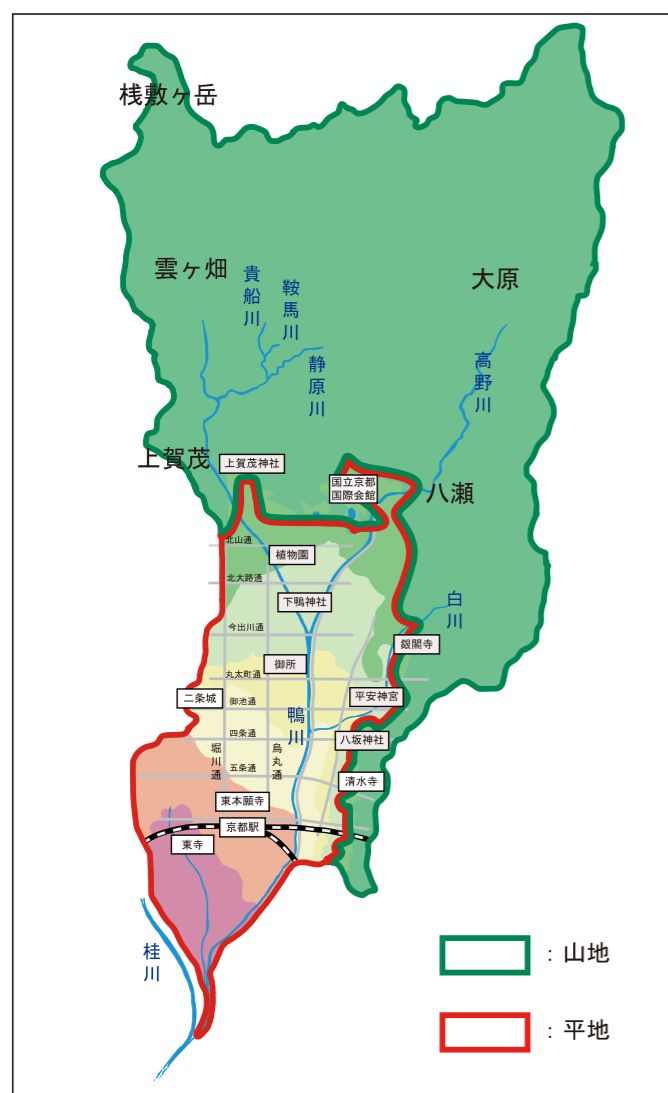 桟敷ヶ岳
雲ヶ畑
貴船川
鞍馬川
静原川
大原
高野川
上賀茂
上賀茂神社
国立京都
国際会館
八瀬
北山通
植物園
北大路通
下鴨神社
白川
今出川通
銀閣寺
御所
丸太町通
二条城
御池通
平安神宮
鴨川
四条通
八坂神社
堀川通
烏丸通
五条通
清水寺
東本願寺
京都駅
東寺
桂川
：山地
：平地